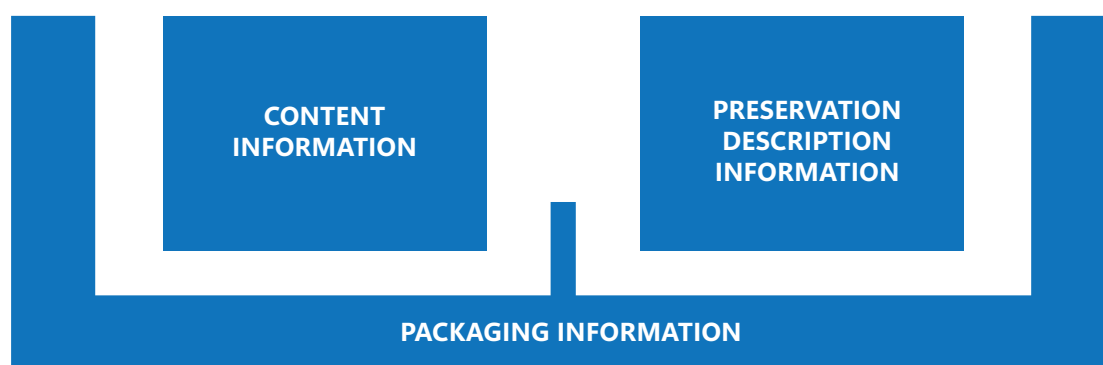 CONTENT
INFORMATION
PRESERVATION
DESCRIPTION
INFORMATION
PACKAGING INFORMATION